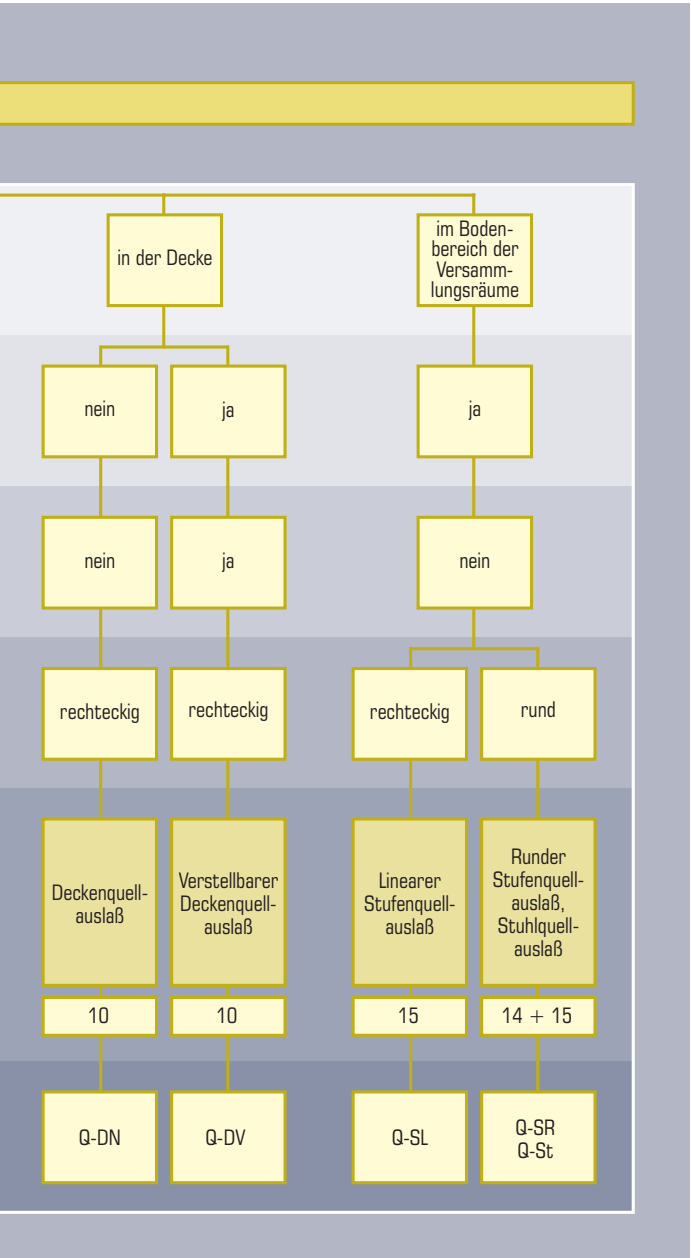 in der Decke
im Boden-
bereich der
Versamm-
lungsräume
nein
ja
ja
nein
ja
nein
rechteckig
rechteckig
rechteckig
rund
Deckenquell-
auslaß
Verstellbarer
Deckenquell-
auslaß
Linearer
Stufenquell-
auslaß
Runder
Stufenquell-
auslaß,
Stuhlquell-
auslaß
10
10
15
14 + 15
Q-DN
Q-DV
Q-SL
Q-SR
Q-St